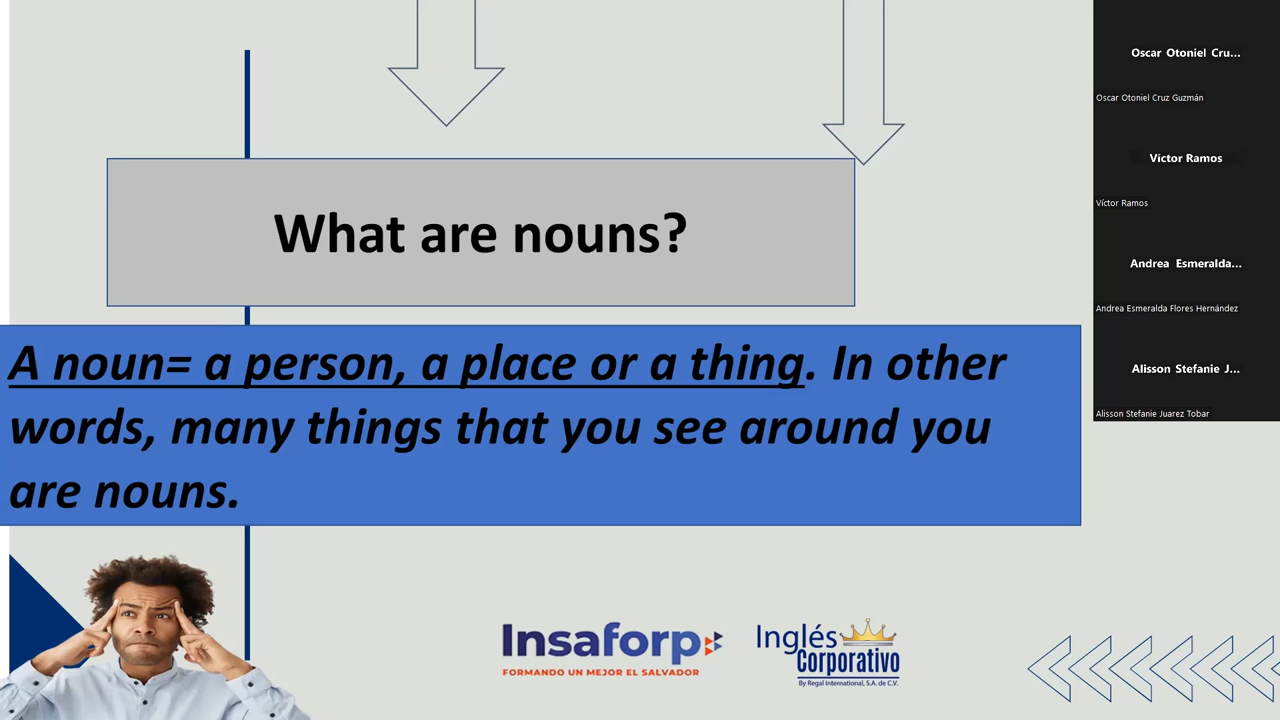 What are nouns?
A noun= a person, a place or a thing. In other
words, many things that you see around you
are nouns.
Insaforp
FORMANDO UN MEJOR EL SALVADOR
Inglés
Corporativo
By Regal International, S.A. de C.V.
Oscar Otoniel Cru...
Oscar Otoniel Cruz Guzmán
Víctor Ramos
Víctor Ramos
Andrea Esmeralda...
Andrea Esmeralda Flores Hernández
Alisson Stefanie J...
Alisson Stefanie Juarez Tobar